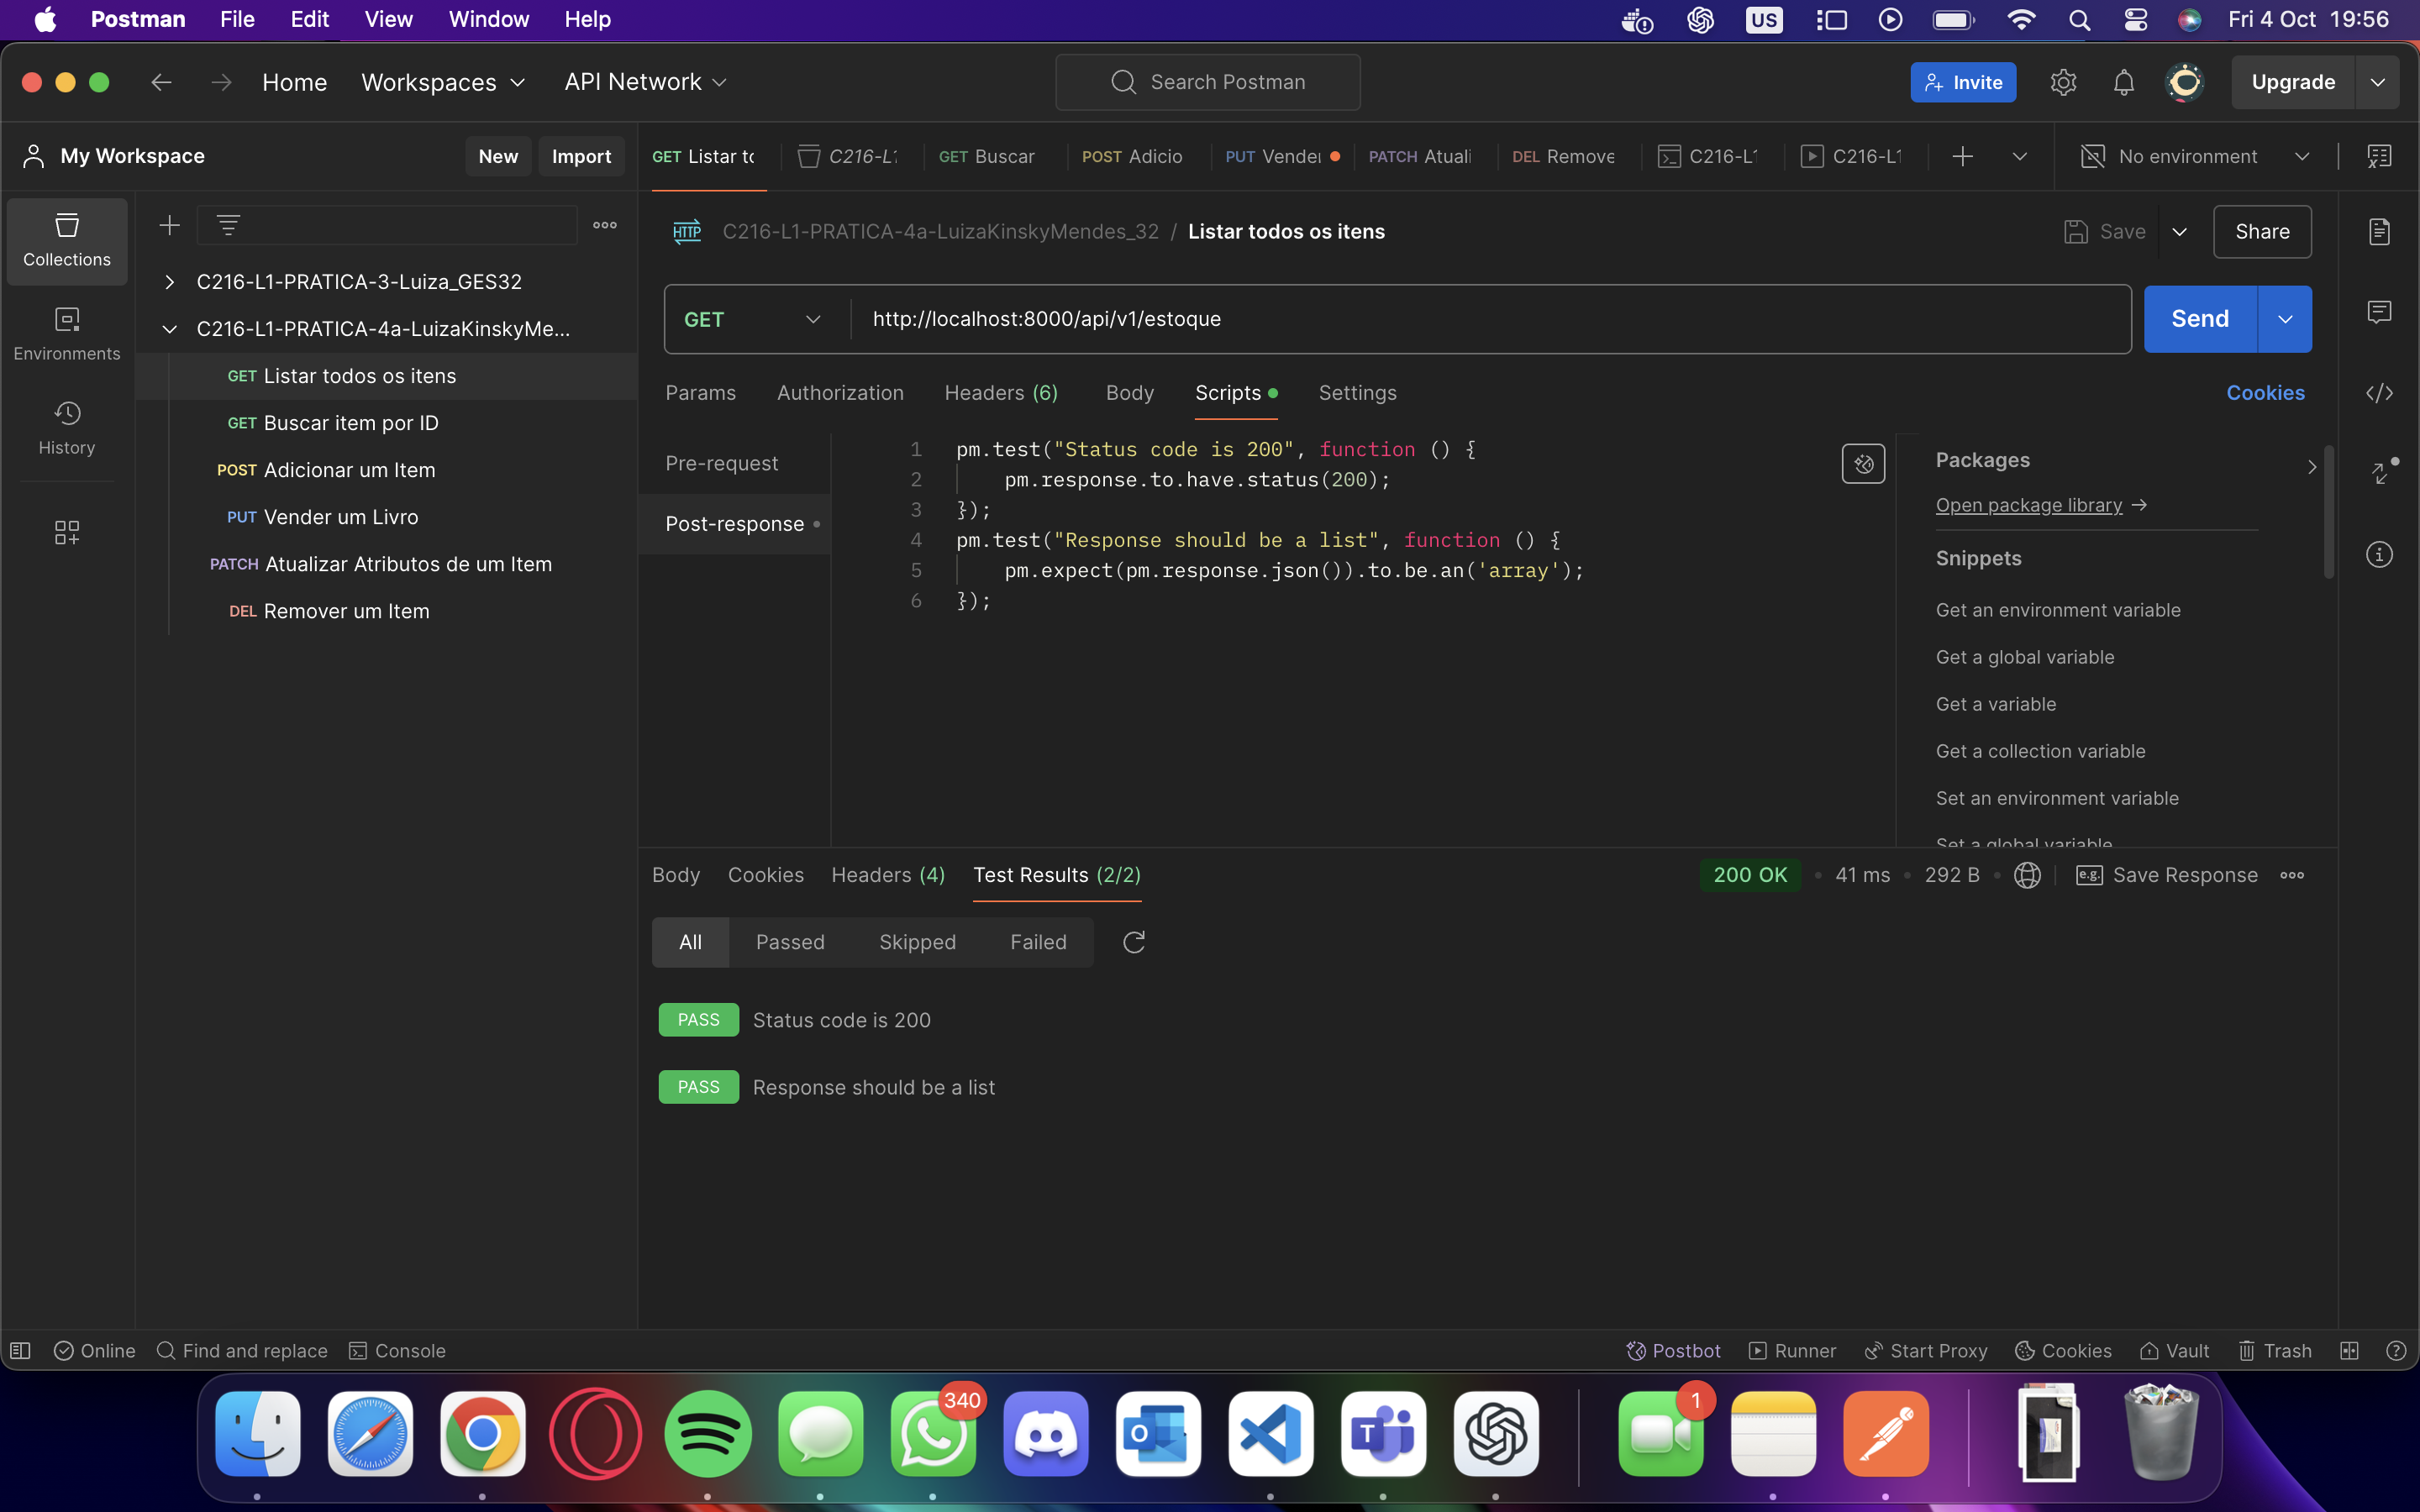 Postman File Edit View Window Help US Fri 4 Oct 19:56
Home Workspaces API Network Search Postman Invite Upgrade
My Workspace New Import
GET Listar to C216-L1 GET Buscar POST Adicio PUT Vender PATCH Atuali DEL Remove C216-L1 C216-L1 No environment
Collections
Environments
History
C216-L1-PRATICA-3-Luiza_GES32
C216-L1-PRATICA-4a-LuizaKinskyMe...
GET Listar todos os itens
GET Buscar item por ID
POST Adicionar um Item
PUT Vender um Livro
PATCH Atualizar Atributos de um Item
DEL Remover um Item
HTTP C216-L1-PRATICA-4a-LuizaKinskyMendes_32 / Listar todos os itens Save Share
GET http://localhost:8000/api/v1/estoque Send
Params Authorization Headers (6) Body Scripts Settings Cookies
Pre-request
Post-response
1 pm.test("Status code is 200", function () {
2 pm.response.to.have.status(200);
3 });
4 pm.test("Response should be a list", function () {
5 pm.expect(pm.response.json()).to.be.an('array');
6 });
Packages
Open package library →
Snippets
Get an environment variable
Get a global variable
Get a variable
Get a collection variable
Set an environment variable
Set a global variable
Body Cookies Headers (4) Test Results (2/2) 200 OK • 41 ms • 292 B • e.g. Save Response
All Passed Skipped Failed
PASS Status code is 200
PASS Response should be a list
Online Find and replace Console Postbot Runner Start Proxy Cookies Vault Trash
340 1